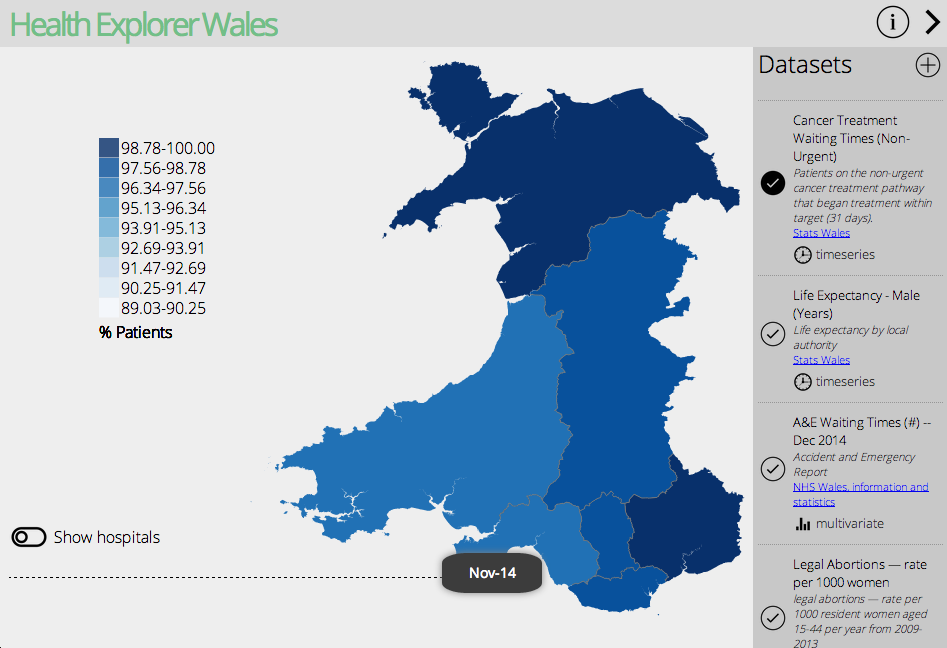 Health Explorer Wales
i
98.78-100.00
97.56-98.78
96.34-97.56
95.13-96.34
93.91-95.13
92.69-93.91
91.47-92.69
90.25-91.47
89.03-90.25
% Patients
Show hospitals
Nov-14
Datasets
Cancer Treatment
Waiting Times (Non-
Urgent)
Patients on the non-urgent
cancer treatment pathway
that began treatment within
target (31 days).
Stats Wales
timeseries
Life Expectancy - Male
(Years)
Life expectancy by local
authority
Stats Wales
timeseries
A&E Waiting Times (#) --
Dec 2014
Accident and Emergency
Report
NHS Wales. information and
statistics
multivariate
Legal Abortions — rate
per 1000 women
legal abortions — rate per
1000 resident women aged
15-44 per year from 2009-
2013